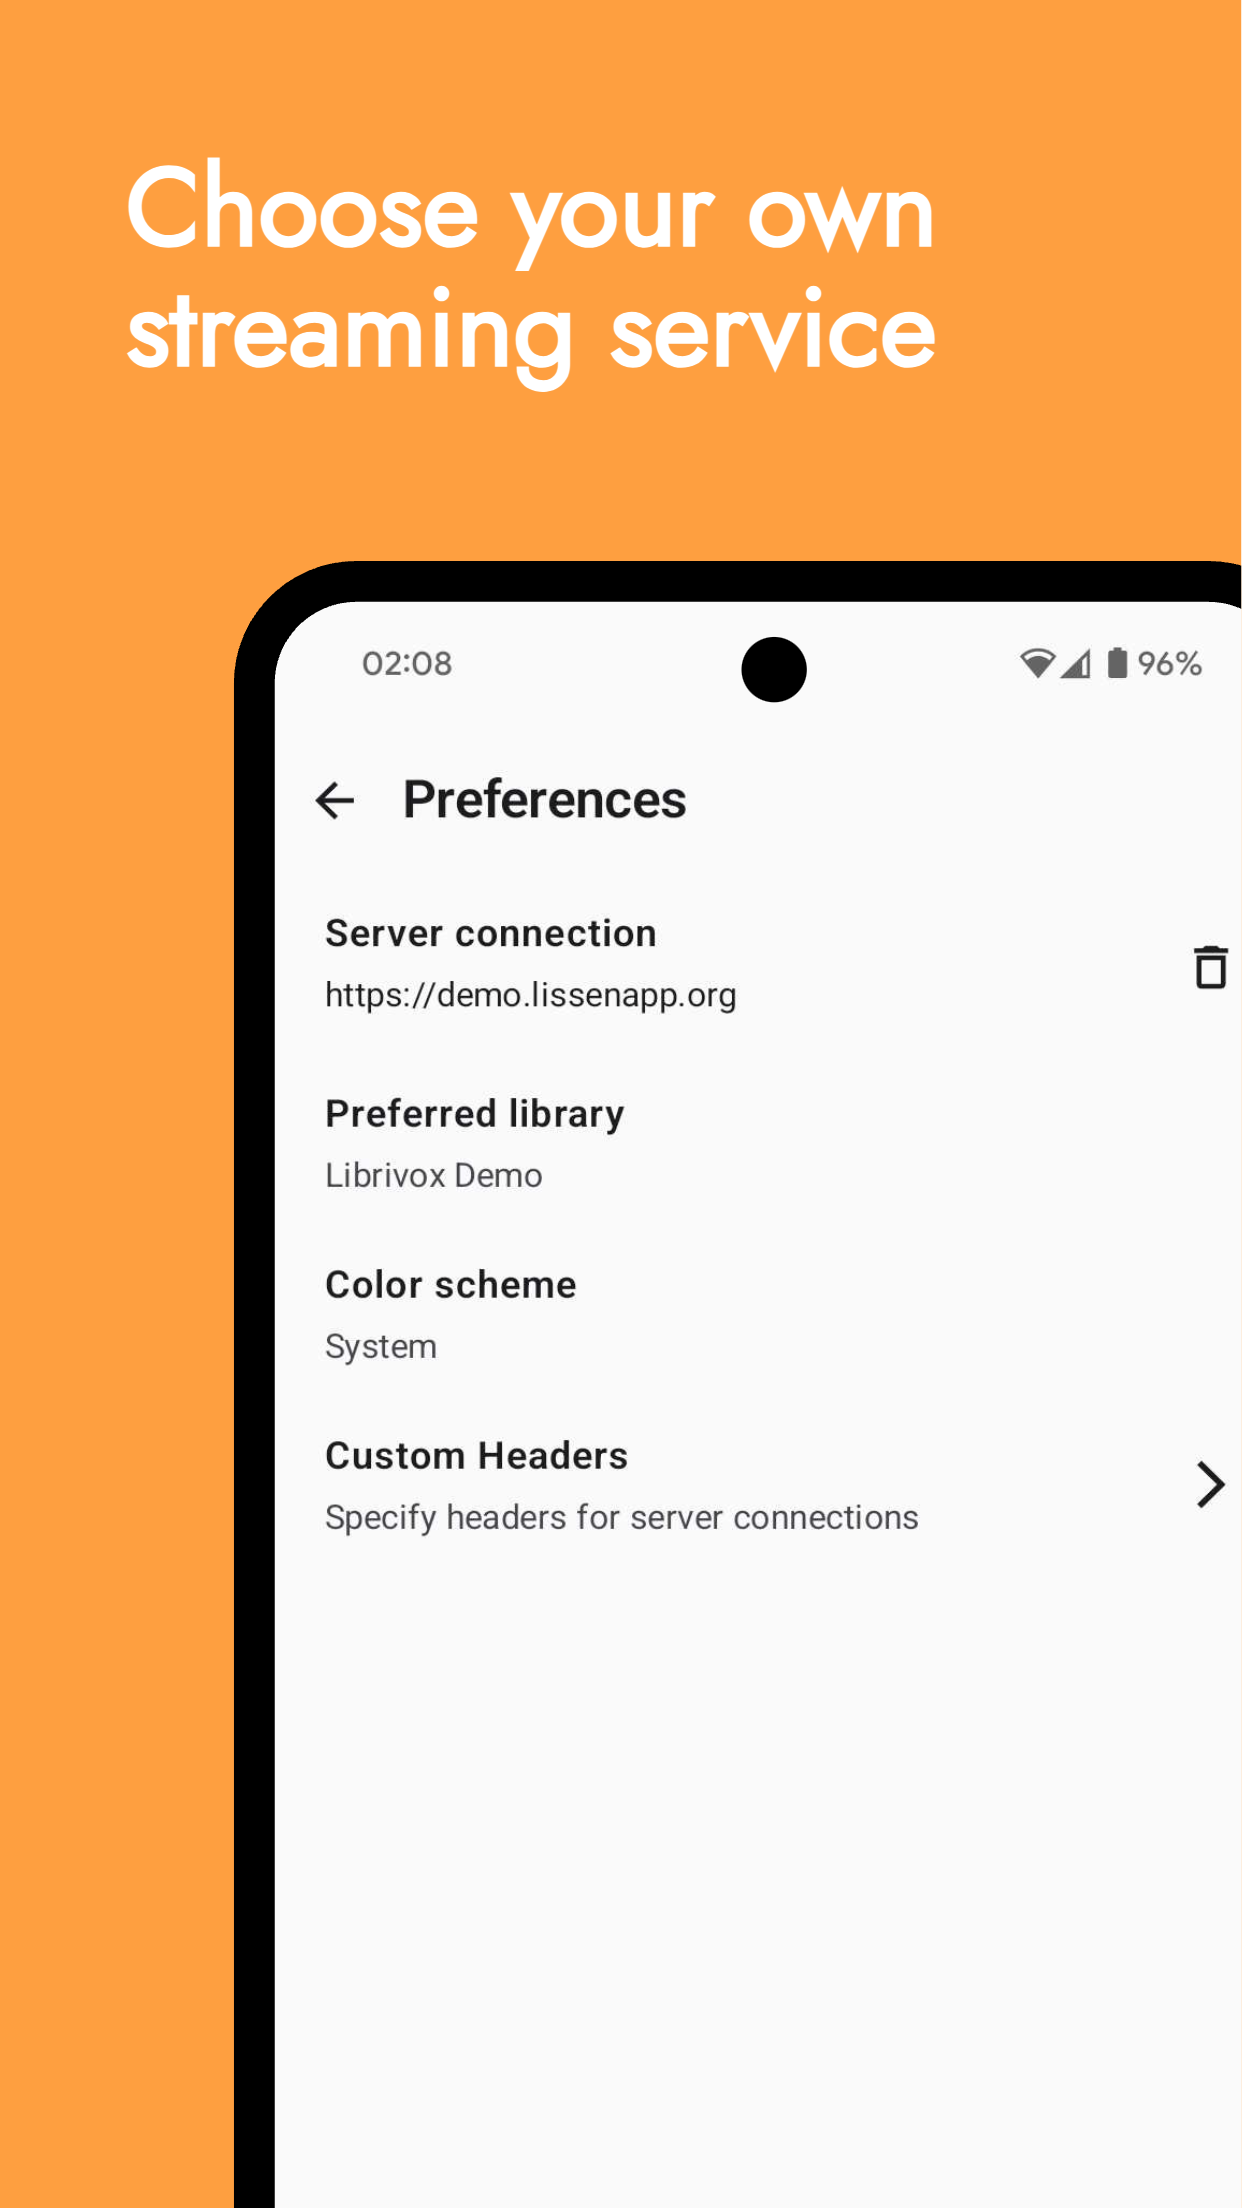 Choose your own
streaming service
02:08
96%
Preferences
Server connection
https://demo.lissenapp.org
Preferred library
Librivox Demo
Color scheme
System
Custom Headers
Specify headers for server connections